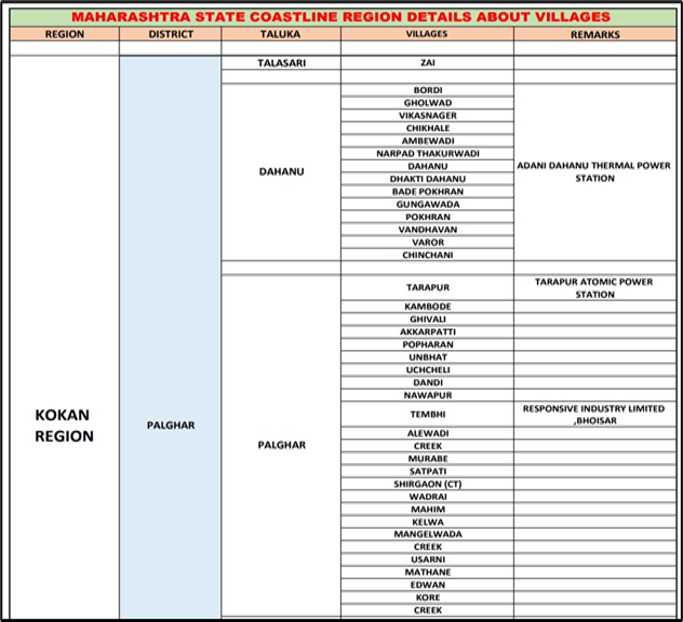 MAHARASHTRA STATE COASTLINE REGION DETAILS ABOUT VILLAGES
REGION DISTRICT TALUKA VILLAGES REMARKS
TALASARI ZAI
BORDI
GHOLWAD
VIKASNAGER
CHIKHALE
AMBEWADI
NARPAD THAKURWADI
DAHANU ADANI DAHANU THERMAL POWER
DAHANU DHAKTI DAHANU STATION
BADE POKHRAN
GUNGAWADA
POKHRAN
VANDHAVAN
VAROR
CHINCHANI
TARAPUR TARAPUR ATOMIC POWER
STATION
KAMBODE
GHIVALI
AKKARPATTI
POPHARAN
UNBHAT
UCHCHELI
DANDI
NAWAPUR
KOKAN
REGION
PALGHAR
TEMBHI RESPONSIVE INDUSTRY LIMITED
,BHOISAR
ALEWADI
PALGHAR CREEK
MURABE
SATPATI
SHIRGAON (CT)
WADRAI
MAHIM
KELWA
MANGELWADA
CREEK
USARNI
MATHANE
EDWAN
KORE
CREEK